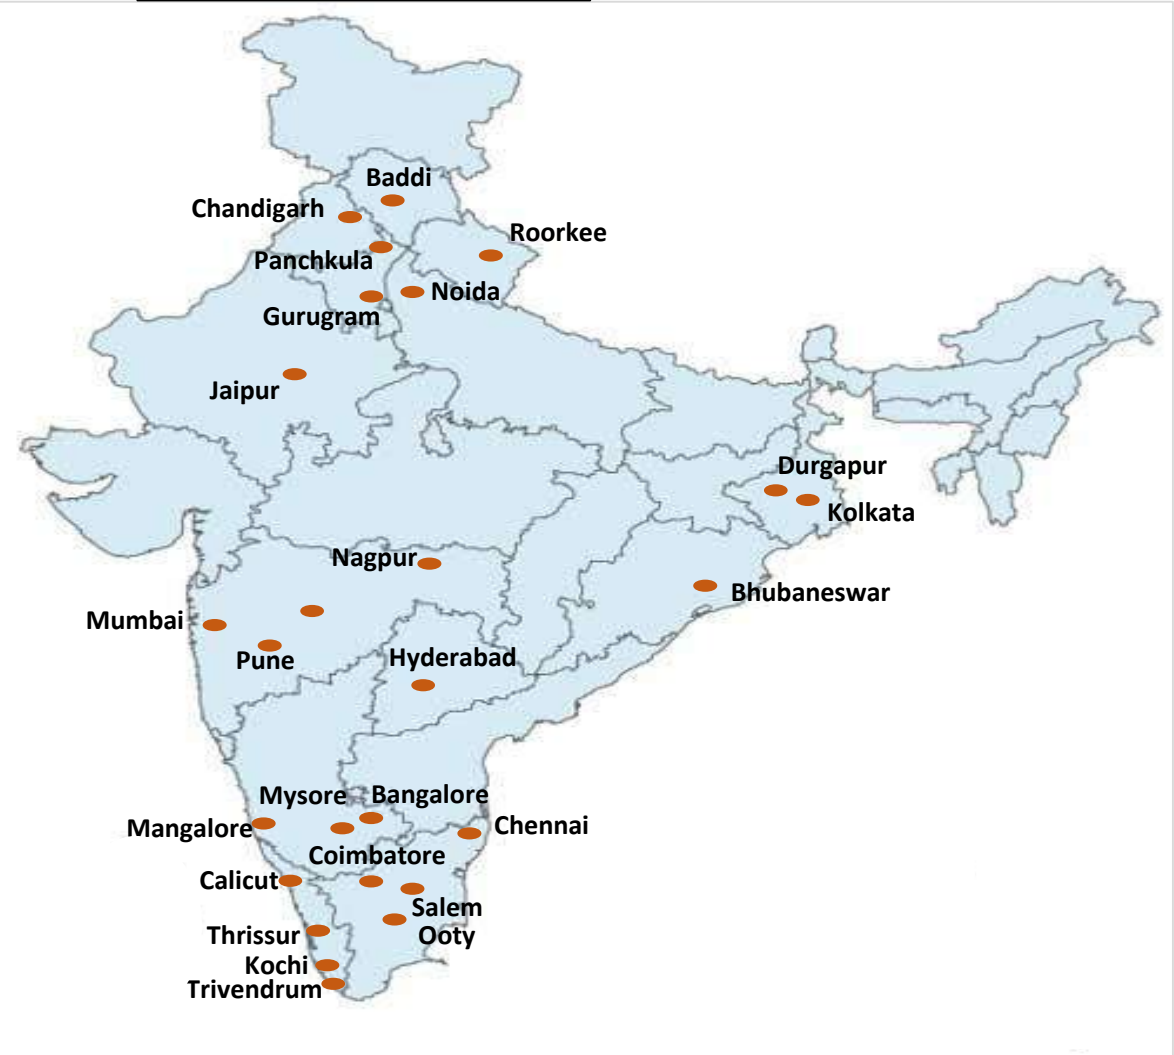 Baddi
Chandigarh
Roorkee
Panchkula
Noida
Gurugram
Jaipur
Durgapur
Kolkata
Nagpur
Bhubaneswar
Mumbai
Pune
Hyderabad
Mysore
Bangalore
Mangalore
Chennai
Coimbatore
Calicut
Salem
Thrissur
Ooty
Kochi
Trivendrum